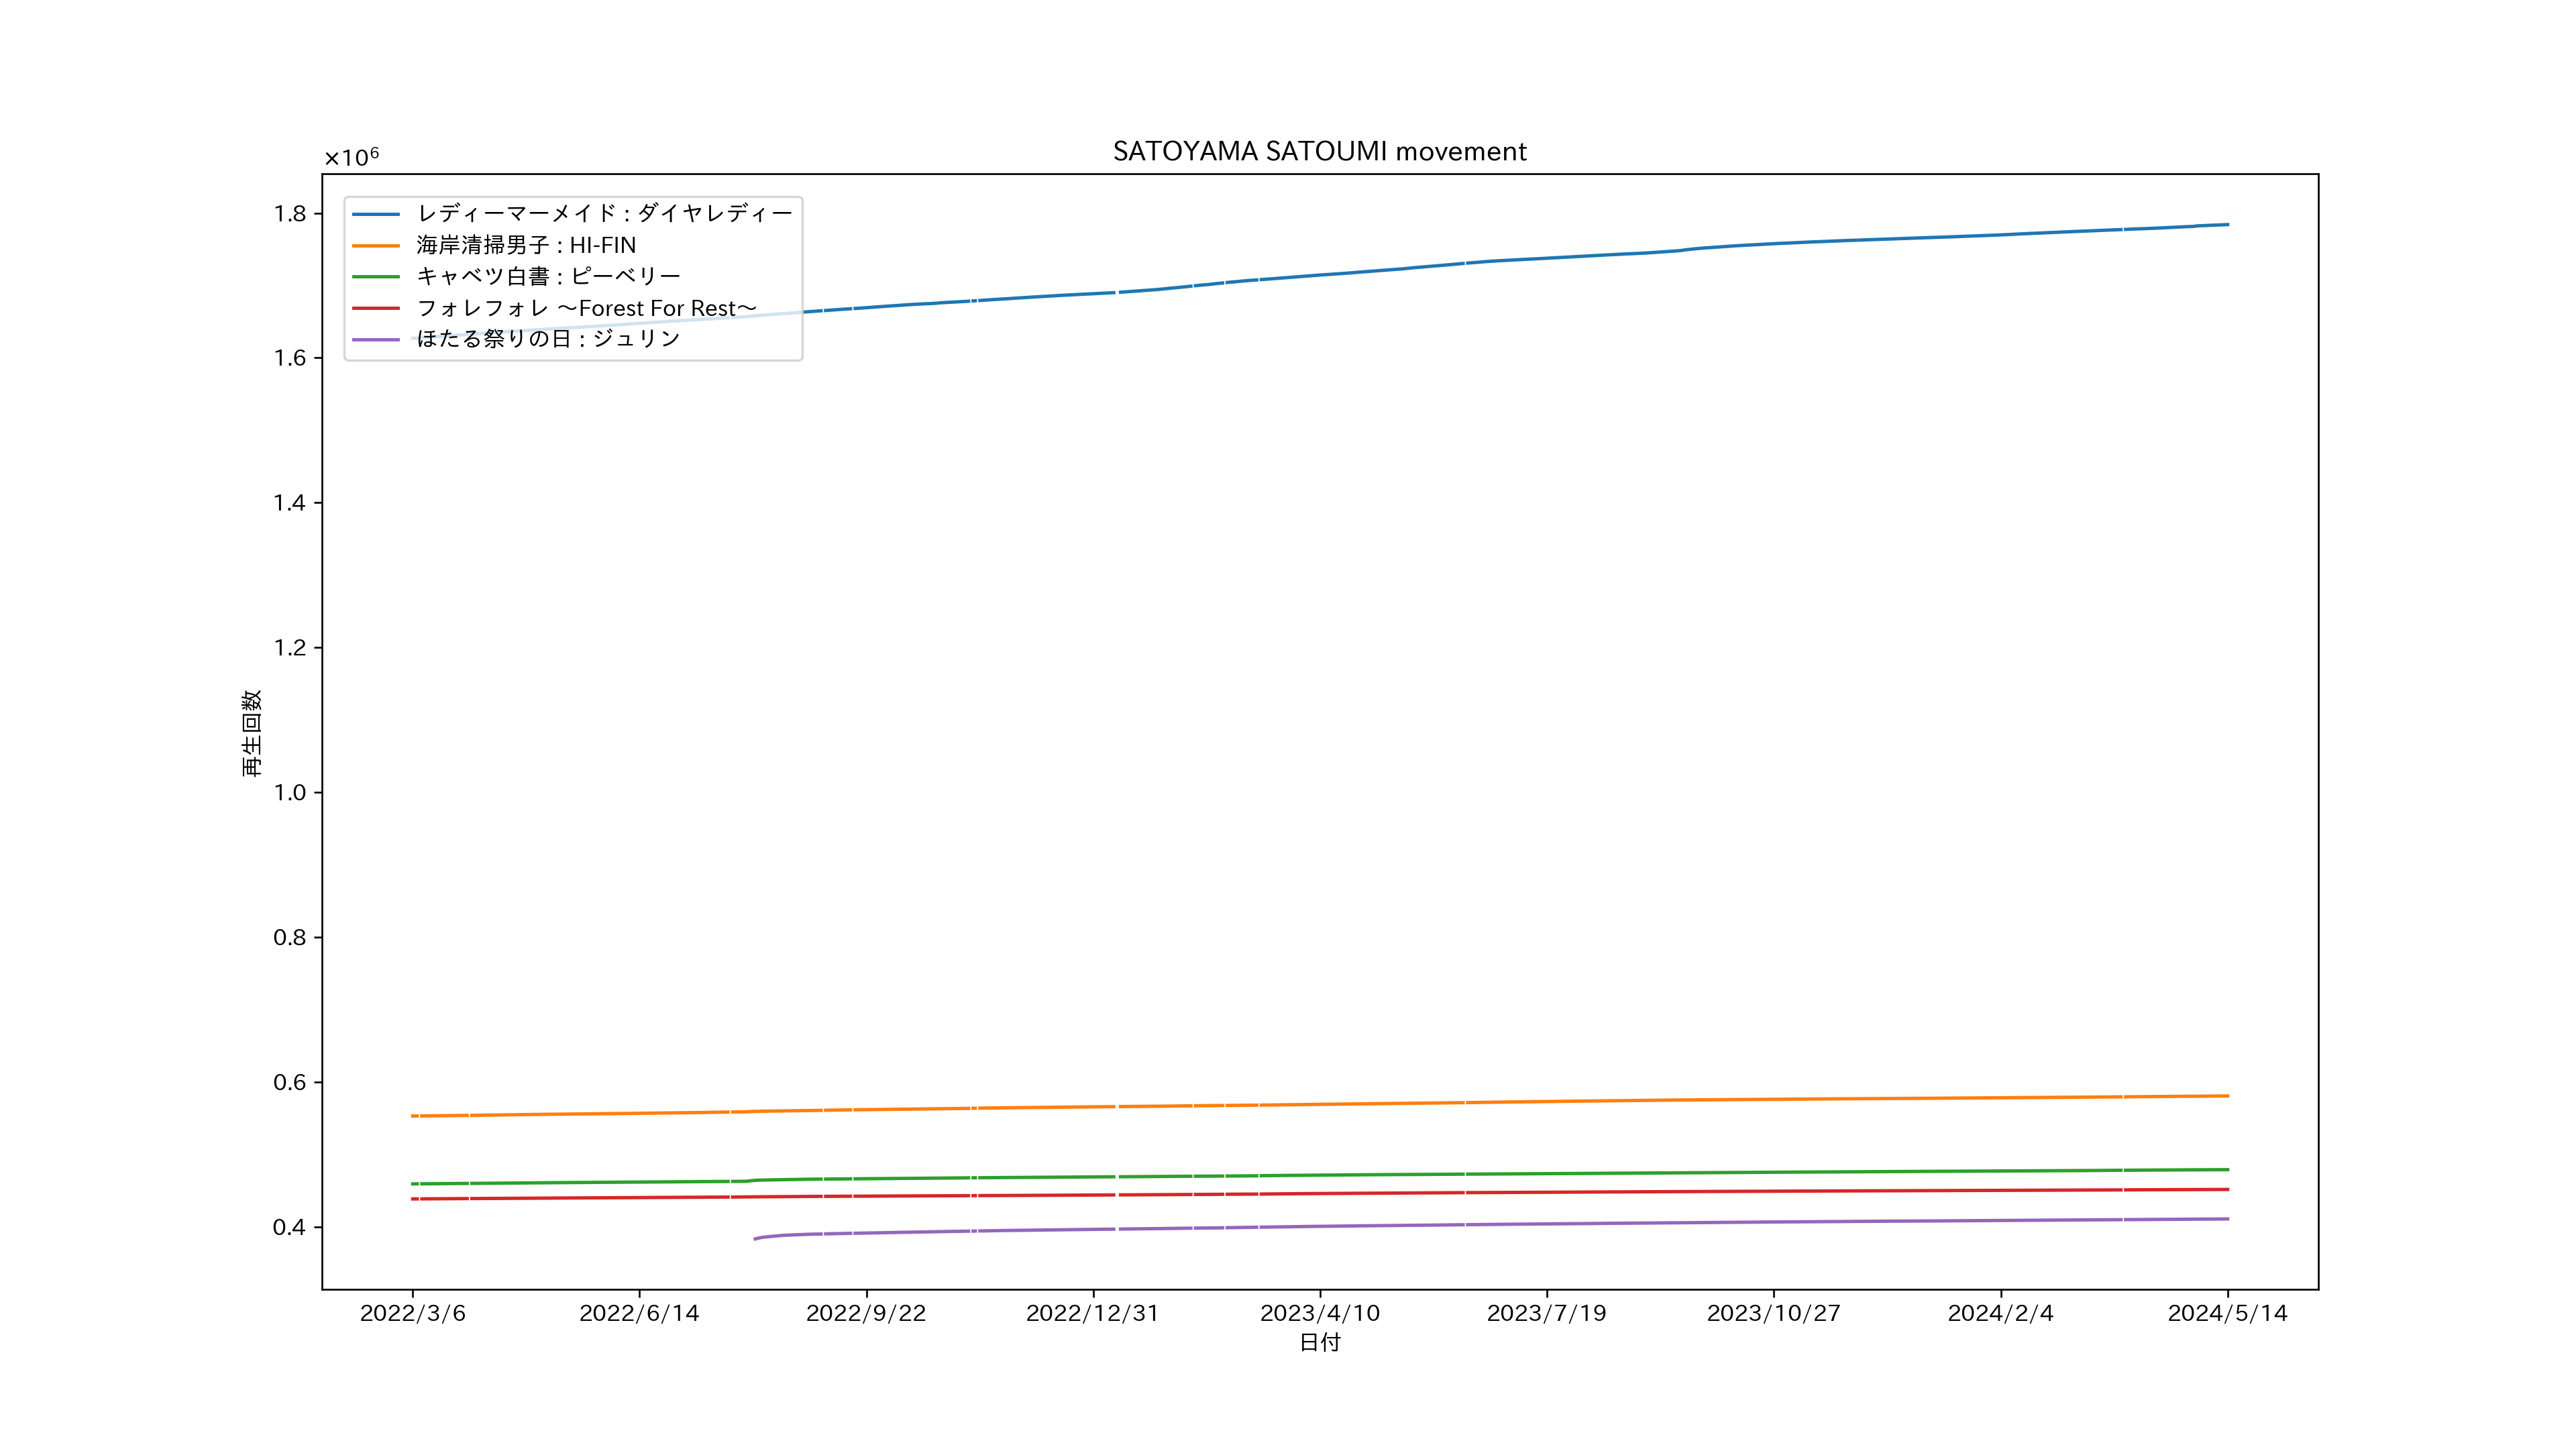 SATOYAMA SATOUMI movement
×10⁶
1.8
1.6
1.4
1.2
1.0
0.8
0.6
0.4
再生回数
レディーマーメイド : ダイヤレディー
海岸清掃男子 : HI-FIN
キャベツ白書 : ピーベリー
フォレフォレ ～Forest For Rest～
ほたる祭りの日 : ジュリン
2022/3/6 2022/6/14 2022/9/22 2022/12/31 2023/4/10 2023/7/19 2023/10/27 2024/2/4 2024/5/14
日付